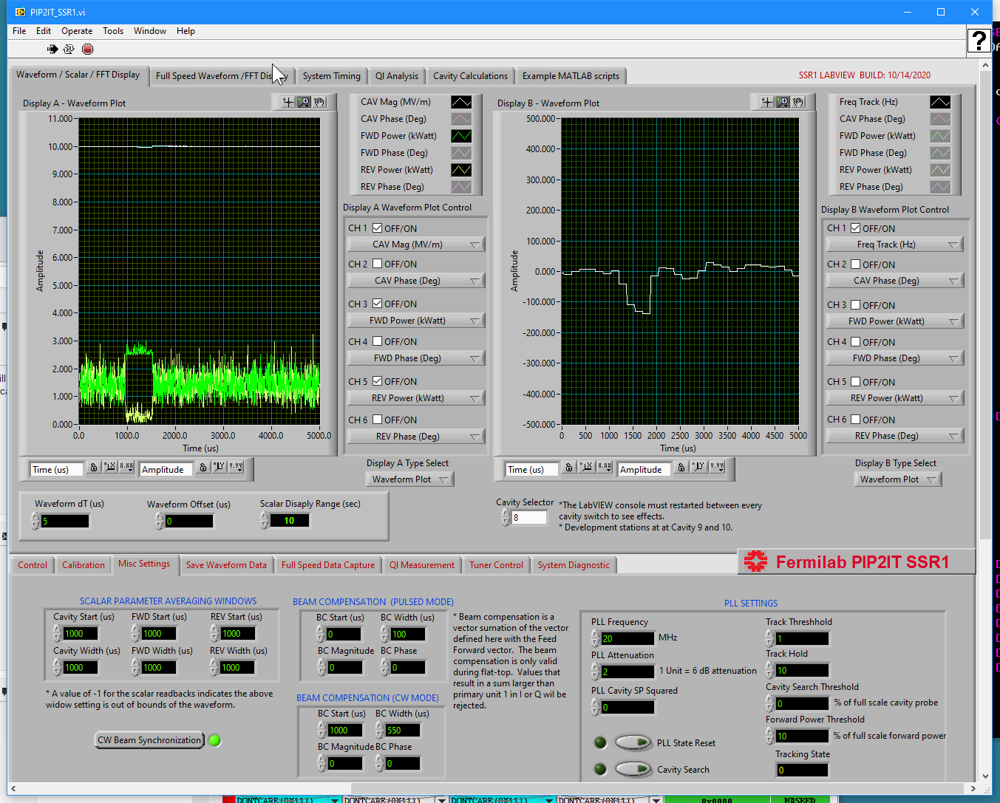 PIP2IT_SSR1.vi
File Edit Operate Tools Window Help
?
Waveform / Scalar / FFT Display
Full Speed Waveform /FFT
System Timing
QI Analysis
Cavity Calculations
Example MATLAB scripts
SSR1 LABVIEW BUILD: 10/14/2020
Display A - Waveform Plot
11.000
10.000
9.000
8.000
7.000
6.000
5.000
4.000
3.000
2.000
1.000
0.000
Amplitude
0.0 1000.0 2000.0 3000.0 4000.0 5000.0
Time (us)
CAV Mag (MV/m)
CAV Phase (Deg)
FWD Power (kWatt)
FWD Phase (Deg)
REV Power (kWatt)
REV Phase (Deg)
Display A Waveform Plot Control
CH 1 OFF/ON
CAV Mag (MV/m)
CH 2 OFF/ON
CAV Phase (Deg)
CH 3 OFF/ON
FWD Power (kWatt)
CH 4 OFF/ON
FWD Phase (Deg)
CH 5 OFF/ON
REV Power (kWatt)
CH 6 OFF/ON
REV Phase (Deg)
Display A Type Select
Waveform Plot
Time (us)
Amplitude
Display B - Waveform Plot
500.000
400.000
300.000
200.000
100.000
0.000
-100.000
-200.000
-300.000
-400.000
-500.000
Amplitude
0 500 1000 1500 2000 2500 3000 3500 4000 4500 5000
Time (us)
Freq Track (Hz)
CAV Phase (Deg)
FWD Power (kWatt)
FWD Phase (Deg)
REV Power (kWatt)
REV Phase (Deg)
Display B Waveform Plot Control
CH 1 OFF/ON
Freq Track (Hz)
CH 2 OFF/ON
CAV Phase (Deg)
CH 3 OFF/ON
FWD Power (kWatt)
CH 4 OFF/ON
FWD Phase (Deg)
CH 5 OFF/ON
REV Power (kWatt)
CH 6 OFF/ON
REV Phase (Deg)
Display B Type Select
Waveform Plot
Time (us)
Amplitude
Waveform dT (us)
5
Waveform Offset (us)
0
Scalar Disaply Range (sec)
10
Cavity Selector
8
*The LabVIEW console must restarted between every
cavity switch to see effects.
* Development stations at at Cavity 9 and 10.
Control
Calibration
Misc Settings
Save Waveform Data
Full Speed Data Capture
QI Measurement
Tuner Control
System Diagnostic
Fermilab PIP2IT SSR1
SCALAR PARAMETER AVERAGING WINDOWS
Cavity Start (us) FWD Start (us) REV Start (us)
1000 1000 1000
Cavity Width (us) FWD Width (us) REV Width (us)
1000 1000 1000
* A value of -1 for the scalar readbacks indicates the above
widow setting is out of bounds of the waveform.
CW Beam Synchronization
BEAM COMPENSATION (PULSED MODE)
BC Start (us) BC Width (us)
0 100
BC Magnitude BC Phase
0 0
BEAM COMPENSATION (CW MODE)
BC Start (us) BC Width (us)
1000 550
BC Magnitude BC Phase
0 0
* Beam compensation is a
vector sumation of the vector
defined here with the Feed
Forward vector. The beam
compensation is only valid
during flat-top. Values that
result in a sum larger than
primary unit 1 in I or Q wil be
rejected.
PLL SETTINGS
PLL Frequency
20 MHz
PLL Attenuation
2 1 Unit = 6 dB attenuation
PLL Cavity SP Squared
0
PLL State Reset
Cavity Search
Track Threshhold
1
Track Hold
10
Cavity Search Threshold
0 % of full scale cavity probe
Forward Power Threshold
10 % of full scale forward power
Tracking State
0